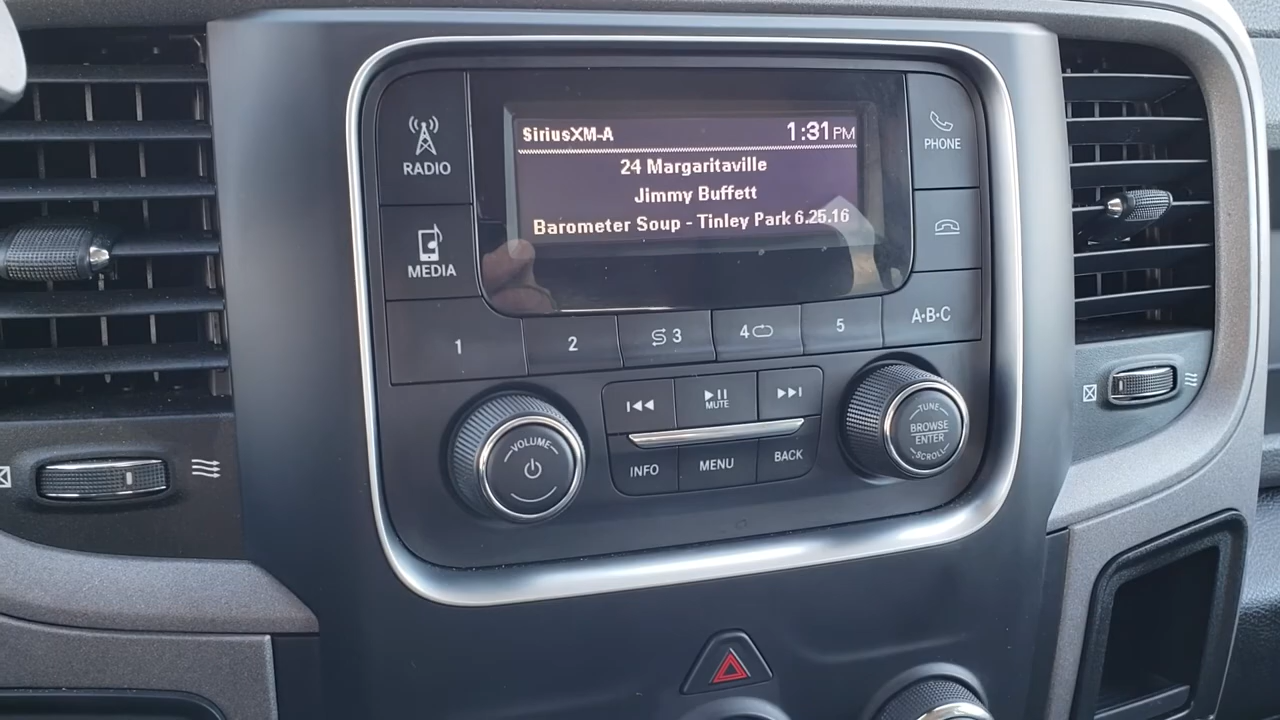 SiriusXM-A 1:31 PM
24 Margaritaville
Jimmy Buffett
Barometer Soup - Tinley Park 6.25.16
RADIO
MEDIA
PHONE
1
2
3
4
5
A·B·C
MUTE
INFO
MENU
BACK
VOLUME
TUNE
BROWSE
ENTER
SCROLL